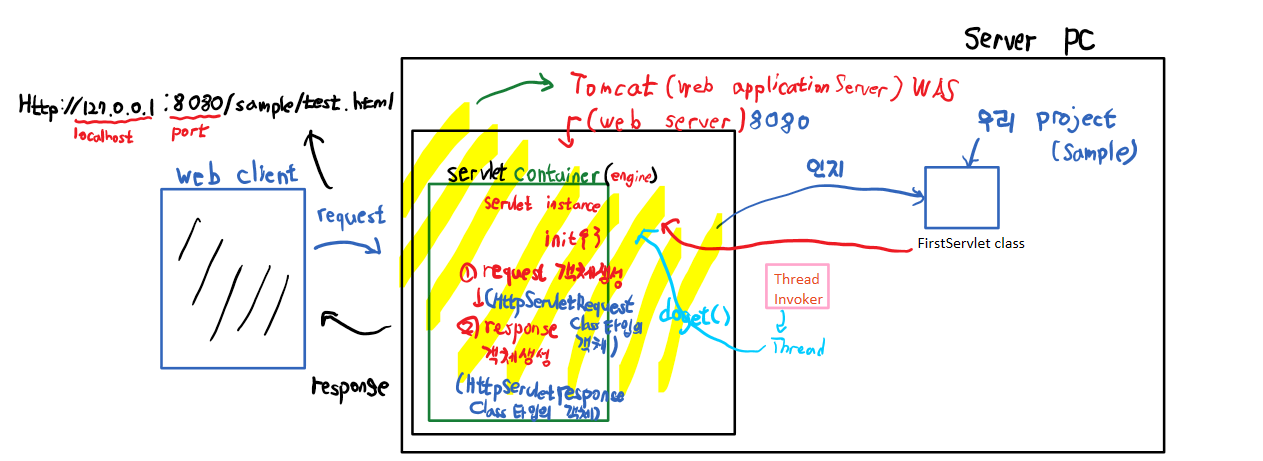 Server PC
Http://127.0.0.1:8080/sample/test.html
localhost port
Tomcat (Web application Server) WAS
(web server) 8080
우리 project
(Sample)
인지
FirstServlet class
web client
request
response
servlet container (engine)
servlet instance
init
① request 객체생성
↓(HttpServletRequest
Class 타입의
객체)
② response
객체생성
(HttpServletresponse
Class 타입의 객체)
doget()
Thread
Invoker
Thread